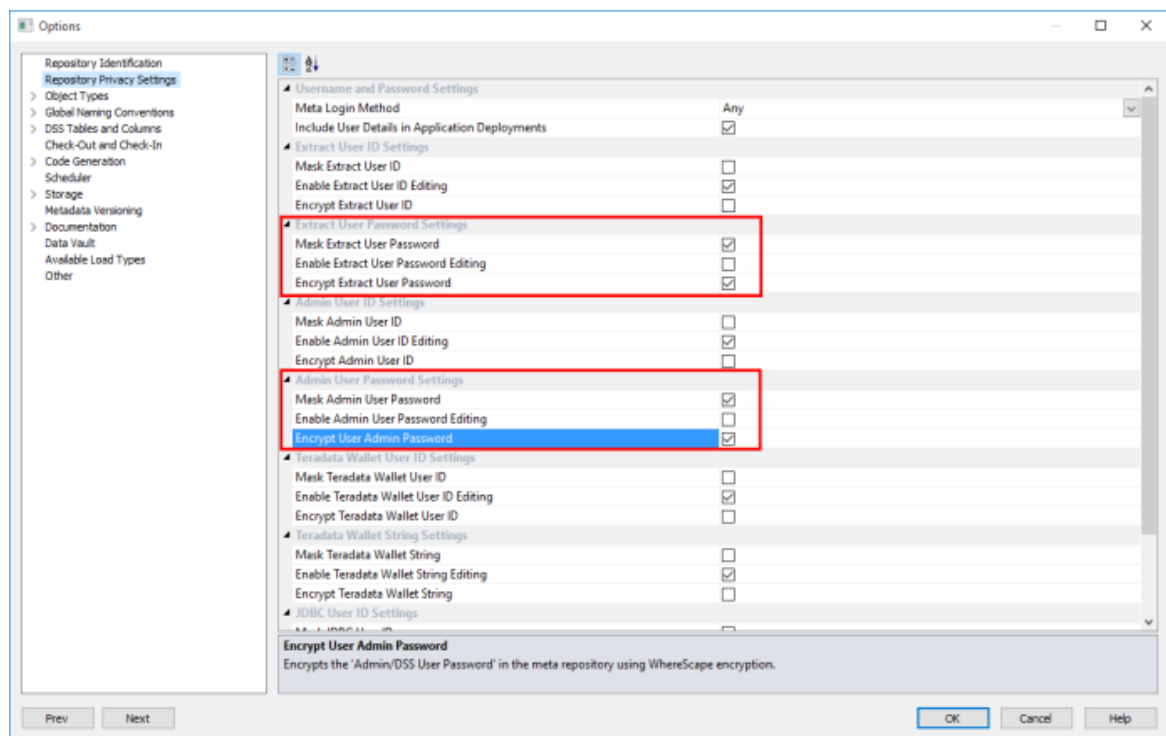 Options
Repository Identification
Repository Privacy Settings
Object Types
Global Naming Conventions
DSS Tables and Columns
Check-Out and Check-In
Code Generation
Scheduler
Storage
Metadata Versioning
Documentation
Data Vault
Available Load Types
Other
Username and Password Settings
Meta Login Method Any
Include User Details in Application Deployments
Extract User ID Settings
Mask Extract User ID
Enable Extract User ID Editing
Encrypt Extract User ID
Extract User Password Settings
Mask Extract User Password
Enable Extract User Password Editing
Encrypt Extract User Password
Admin User ID Settings
Mask Admin User ID
Enable Admin User ID Editing
Encrypt Admin User ID
Admin User Password Settings
Mask Admin User Password
Enable Admin User Password Editing
Encrypt User Admin Password
Teradata Wallet User ID Settings
Mask Teradata Wallet User ID
Enable Teradata Wallet User ID Editing
Encrypt Teradata Wallet User ID
Teradata Wallet String Settings
Mask Teradata Wallet String
Enable Teradata Wallet String Editing
Encrypt Teradata Wallet String
JDBC User ID Settings
Encrypt User Admin Password
Encrypts the 'Admin/DSS User Password' in the meta repository using WhereScape encryption.
Prev Next OK Cancel Help